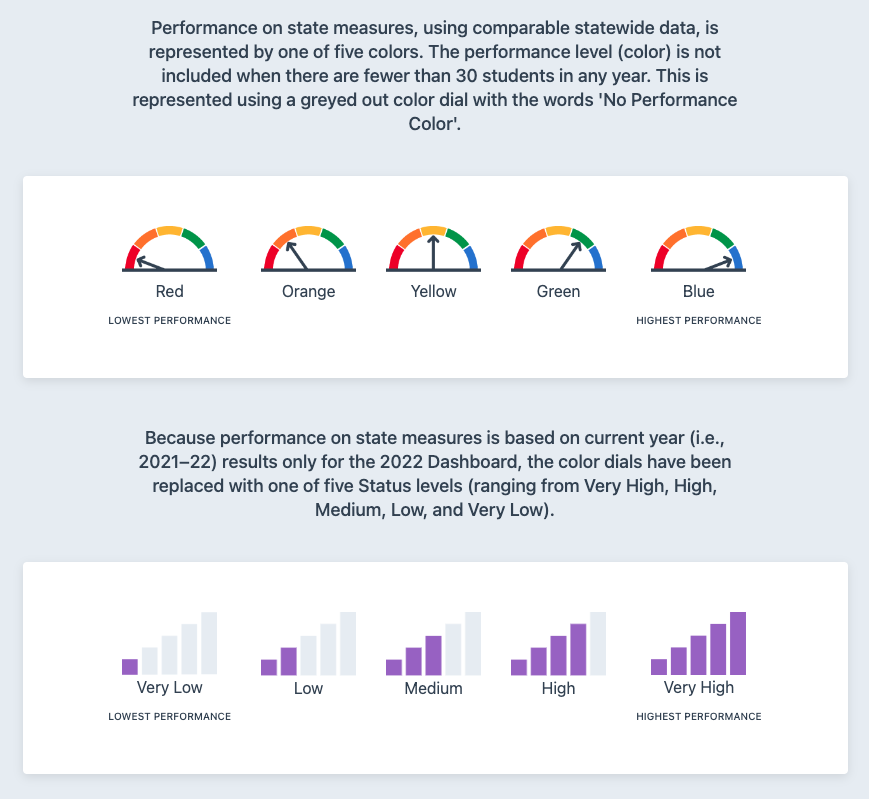 Performance on state measures, using comparable statewide data, is
represented by one of five colors. The performance level (color) is not
included when there are fewer than 30 students in any year. This is
represented using a greyed out color dial with the words 'No Performance
Color'.
Red
Orange
Yellow
Green
Blue
LOWEST PERFORMANCE
HIGHEST PERFORMANCE
Because performance on state measures is based on current year (i.e.,
2021–22) results only for the 2022 Dashboard, the color dials have been
replaced with one of five Status levels (ranging from Very High, High,
Medium, Low, and Very Low).
Very Low
Low
Medium
High
Very High
LOWEST PERFORMANCE
HIGHEST PERFORMANCE